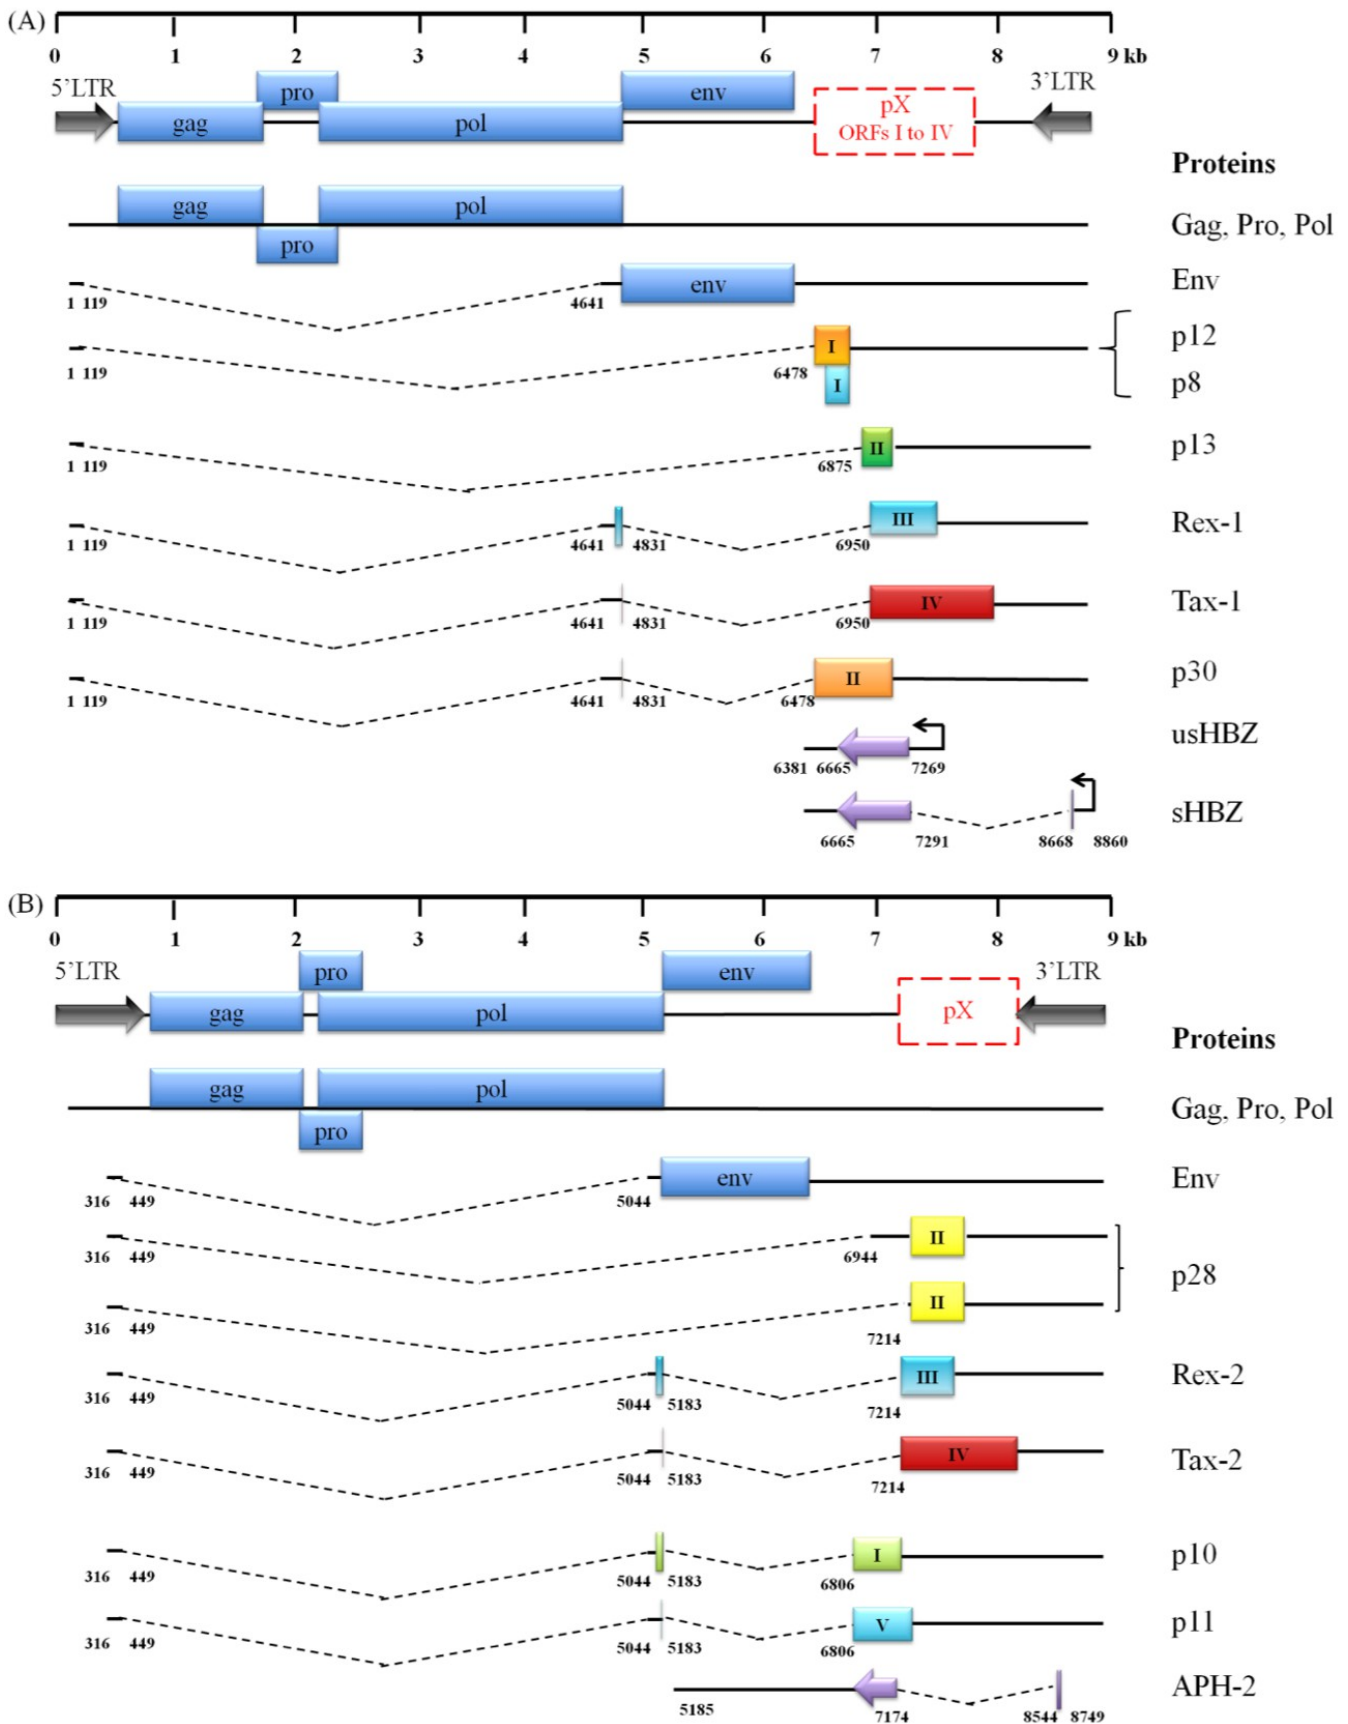 (A)
0 1 2 3 4 5 6 7 8 9 kb
5’LTR pro env pX 3’LTR
gag pol ORFs I to IV
Proteins
gag pol Gag, Pro, Pol
pro
env Env
1 119 4641
I p12
1 119 6478
I p8
II p13
1 119 6875
III Rex-1
1 119 4641 4831 6950
IV Tax-1
1 119 4641 4831 6950
II p30
1 119 4641 4831 6478
usHBZ
6381 6665 7269
sHBZ
6665 7291 8668 8860
(B)
0 1 2 3 4 5 6 7 8 9 kb
5’LTR pro env 3’LTR
gag pol pX
Proteins
gag pol Gag, Pro, Pol
pro
env Env
316 449 5044
II
316 449 6944
p28
II
316 449 7214
III Rex-2
316 449 5044 5183 7214
IV Tax-2
316 449 5044 5183 7214
I p10
316 449 5044 5183 6806
V p11
316 449 5044 5183 6806
APH-2
5185 7174 8544 8749